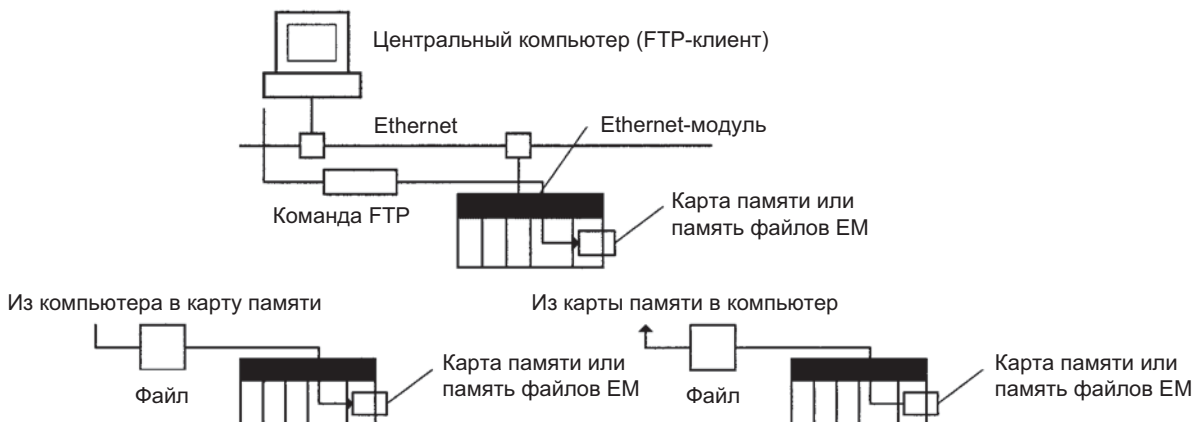 Центральный компьютер (FTP-клиент)
Ethernet
Ethernet-модуль
Команда FTP
Карта памяти или
память файлов EM
Из компьютера в карту памяти
Файл
Карта памяти или
память файлов EM
Из карты памяти в компьютер
Файл
Карта памяти или
память файлов EM